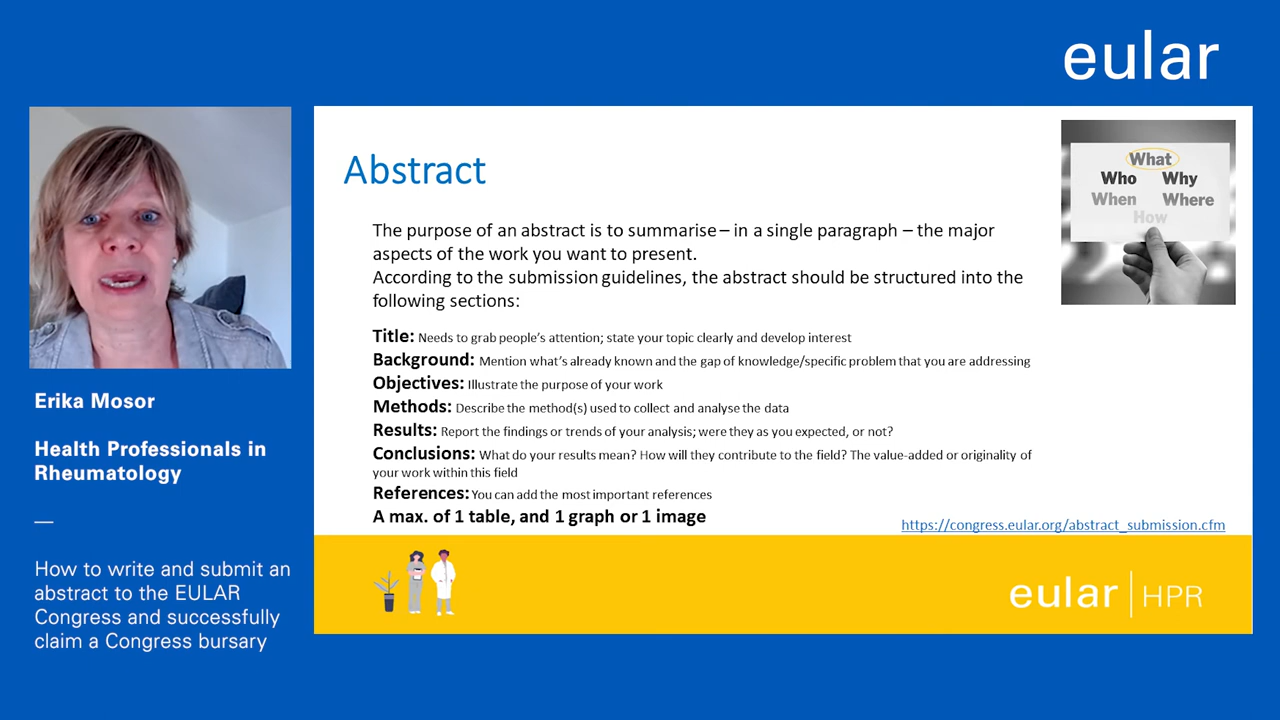 eular
Abstract
What
Who Why
When Where
How
The purpose of an abstract is to summarise – in a single paragraph – the major
aspects of the work you want to present.
According to the submission guidelines, the abstract should be structured into the
following sections:
Title: Needs to grab people's attention; state your topic clearly and develop interest
Background: Mention what's already known and the gap of knowledge/specific problem that you are addressing
Objectives: Illustrate the purpose of your work
Methods: Describe the method(s) used to collect and analyse the data
Results: Report the findings or trends of your analysis; were they as you expected, or not?
Conclusions: What do your results mean? How will they contribute to the field? The value-added or originality of
your work within this field
References: You can add the most important references
A max. of 1 table, and 1 graph or 1 image
https://congress.eular.org/abstract_submission.cfm
eular | HPR
Erika Mosor
Health Professionals in
Rheumatology
—
How to write and submit an
abstract to the EULAR
Congress and successfully
claim a Congress bursary